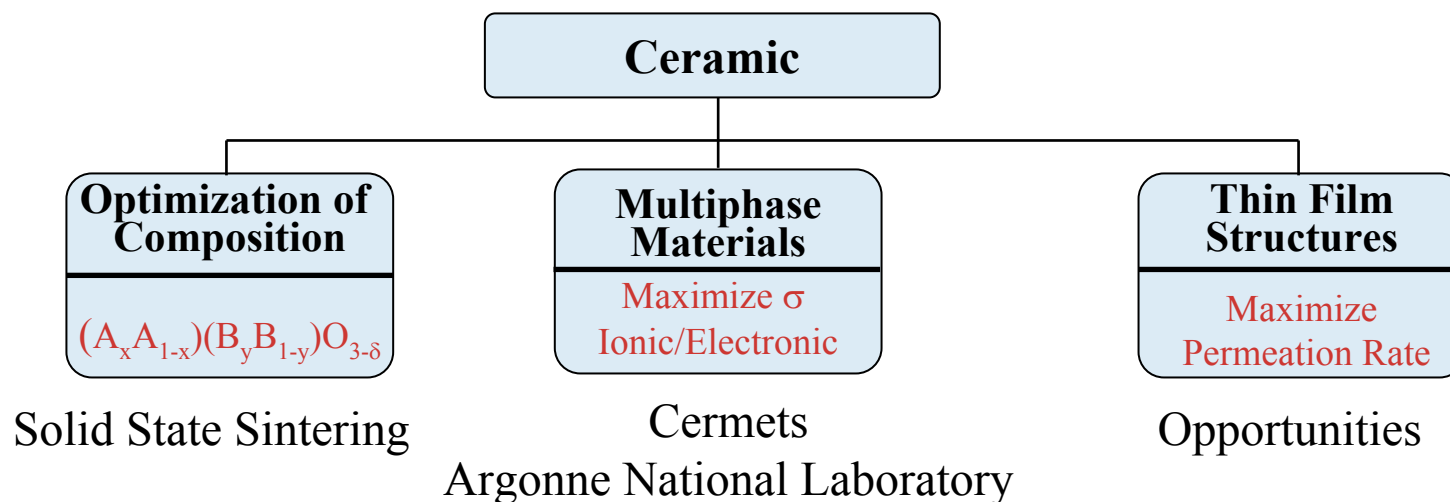 Ceramic
Optimization of
Composition
(AₓA₁₋ₓ)(BᵧB₁₋ᵧ)O₃₋δ
Solid State Sintering
Multiphase
Materials
Maximize σ
Ionic/Electronic
Cermets
Argonne National Laboratory
Thin Film
Structures
Maximize
Permeation Rate
Opportunities